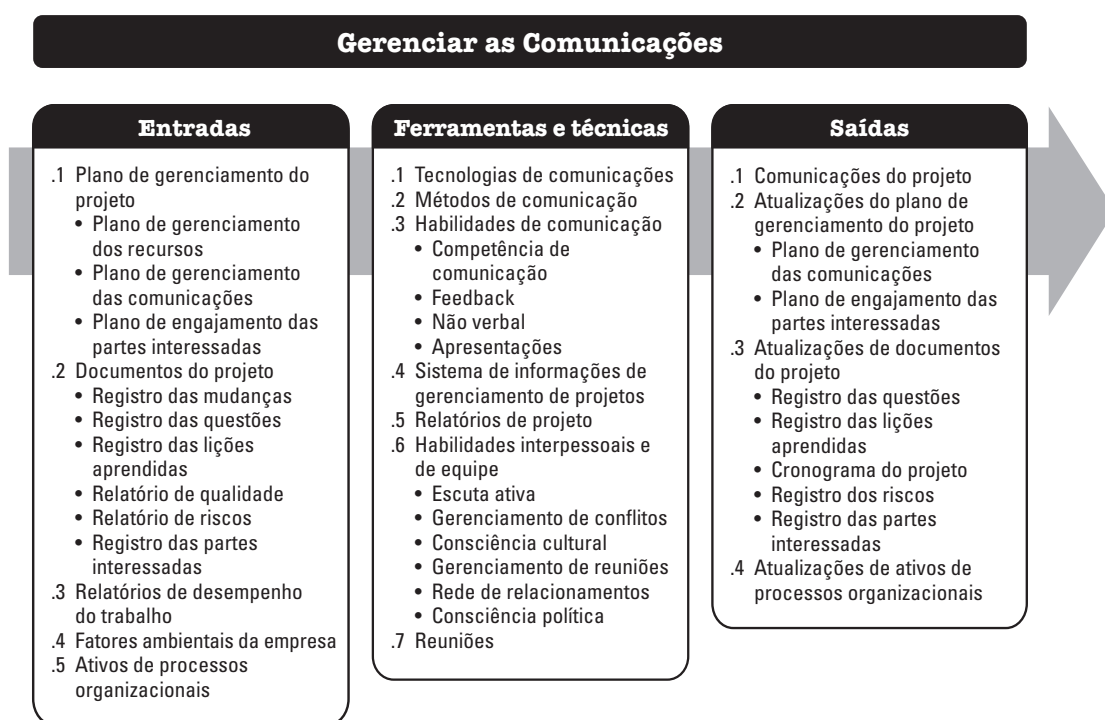 Gerenciar as Comunicações
Entradas
.1 Plano de gerenciamento do
projeto
• Plano de gerenciamento
dos recursos
• Plano de gerenciamento
das comunicações
• Plano de engajamento das
partes interessadas
.2 Documentos do projeto
• Registro das mudanças
• Registro das questões
• Registro das lições
aprendidas
• Relatório de qualidade
• Relatório de riscos
• Registro das partes
interessadas
.3 Relatórios de desempenho
do trabalho
.4 Fatores ambientais da empresa
.5 Ativos de processos
organizacionais
Ferramentas e técnicas
.1 Tecnologias de comunicações
.2 Métodos de comunicação
.3 Habilidades de comunicação
• Competência de
comunicação
• Feedback
• Não verbal
• Apresentações
.4 Sistema de informações de
gerenciamento de projetos
.5 Relatórios de projeto
.6 Habilidades interpessoais e
de equipe
• Escuta ativa
• Gerenciamento de conflitos
• Consciência cultural
• Gerenciamento de reuniões
• Rede de relacionamentos
• Consciência política
.7 Reuniões
Saídas
.1 Comunicações do projeto
.2 Atualizações do plano de
gerenciamento do projeto
• Plano de gerenciamento
das comunicações
• Plano de engajamento das
partes interessadas
.3 Atualizações de documentos
do projeto
• Registro das questões
• Registro das lições
aprendidas
• Cronograma do projeto
• Registro dos riscos
• Registro das partes
interessadas
.4 Atualizações de ativos de
processos organizacionais